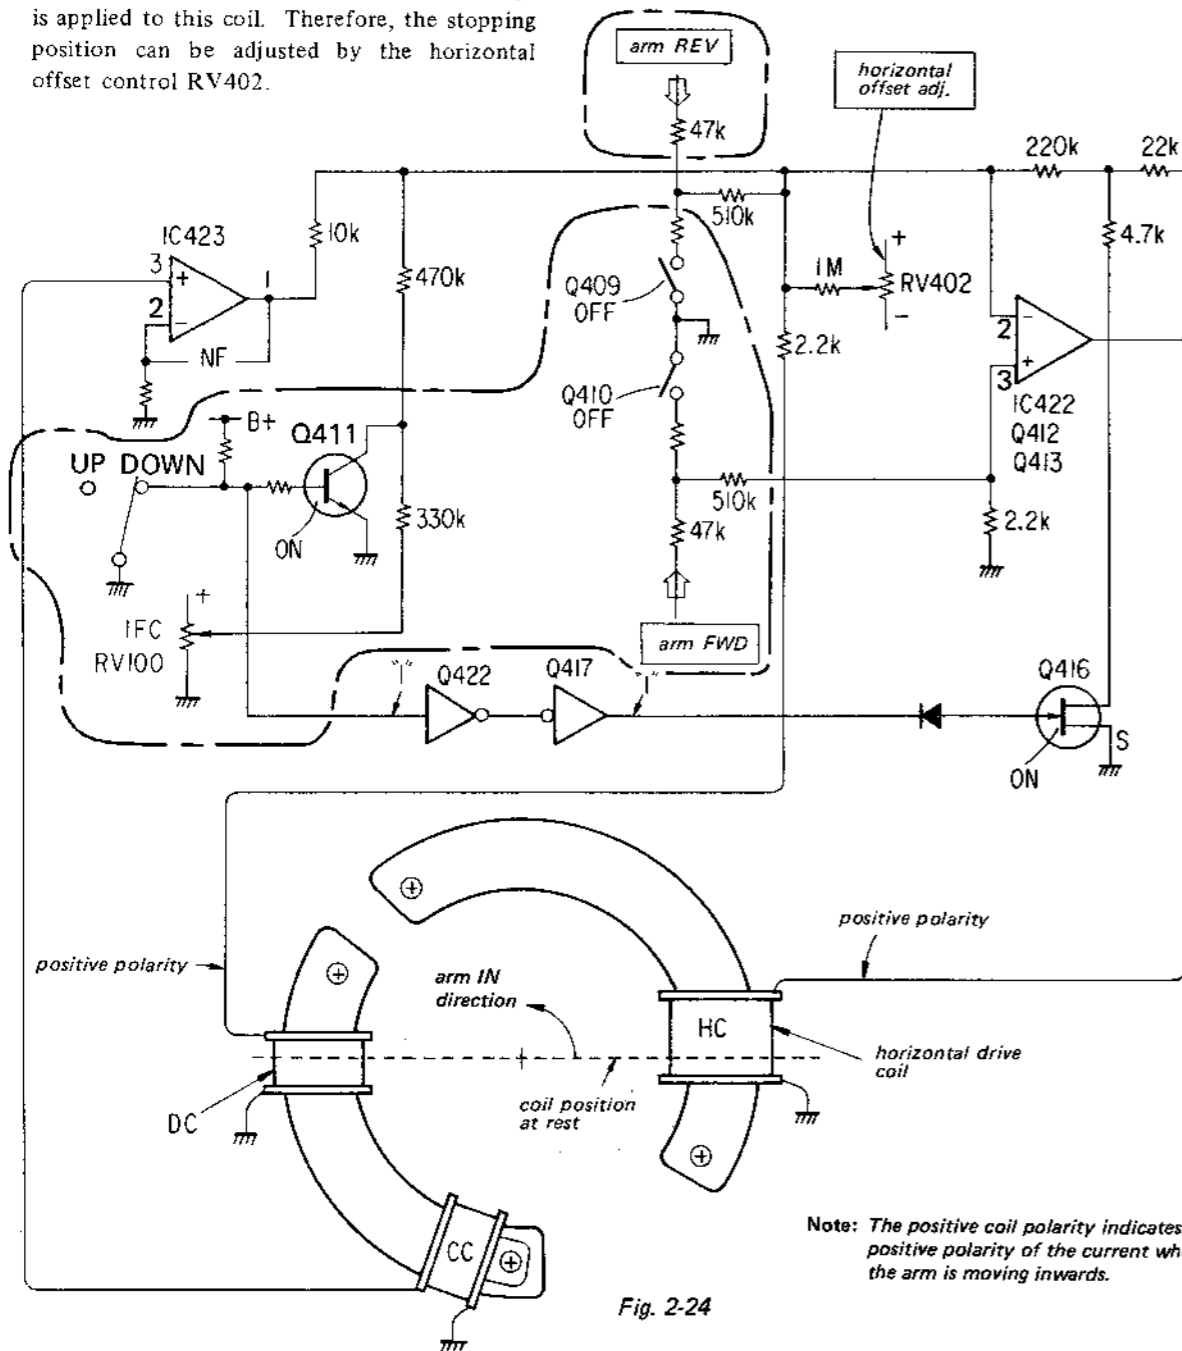 is applied to this coil. Therefore, the stopping
position can be adjusted by the horizontal
offset control RV402.
arm REV
horizontal
offset adj.
47k
220k
22k
510k
4.7k
IC423
10k
3
+
1
2
−
NF
470k
Q409
OFF
1M
+
RV402
−
2.2k
2
−
3
+
Q410
OFF
IC422
Q412
Q413
B+
Q411
UP DOWN
ON
330k
510k
47k
2.2k
+
IFC
RV100
arm FWD
"
"
Q422
Q417
Q416
S
ON
positive polarity
arm IN
direction
positive polarity
HC
horizontal drive
coil
coil position
at rest
DC
CC
Note: The positive coil polarity indicates
positive polarity of the current wh
the arm is moving inwards.
Fig. 2-24